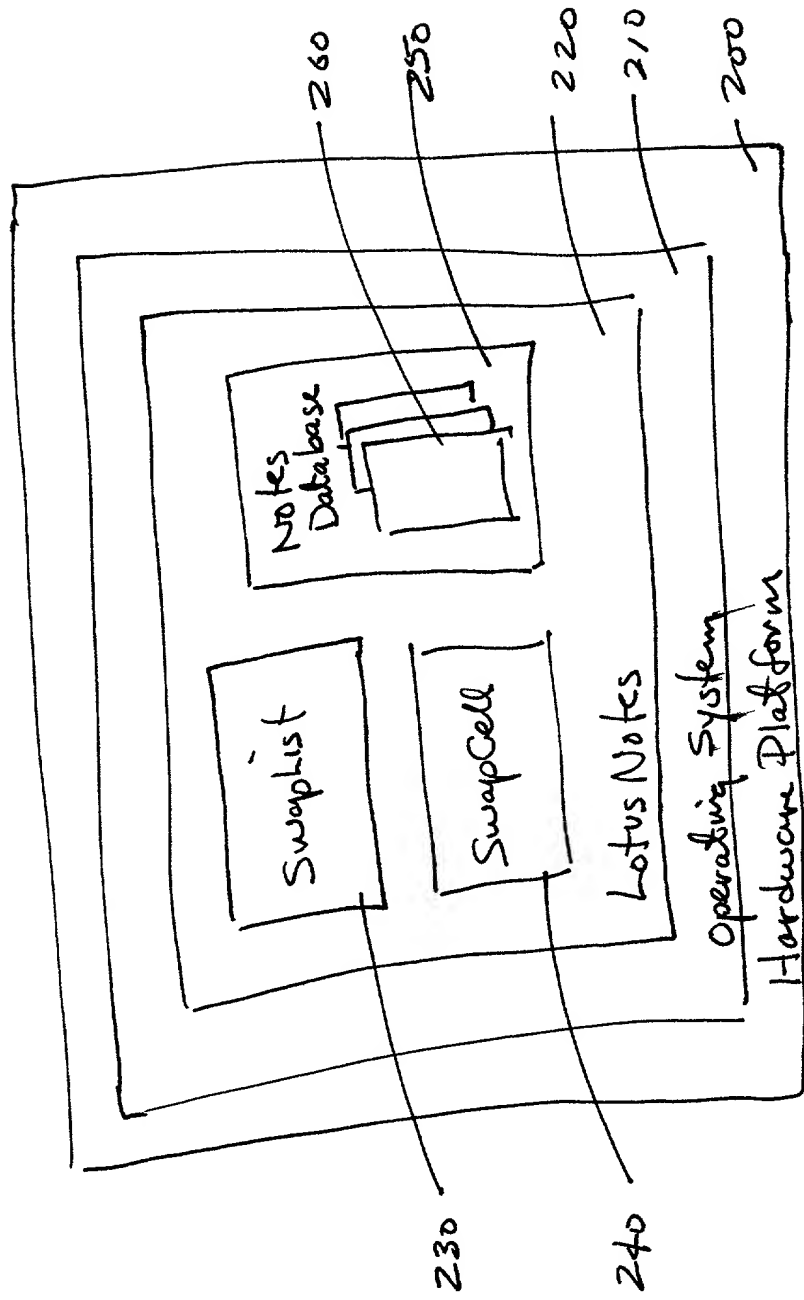 260
250
220
210
200
Notes
Database
SwapList
SwapCell
Lotus Notes
Operating System
Hardware Platform
230
240